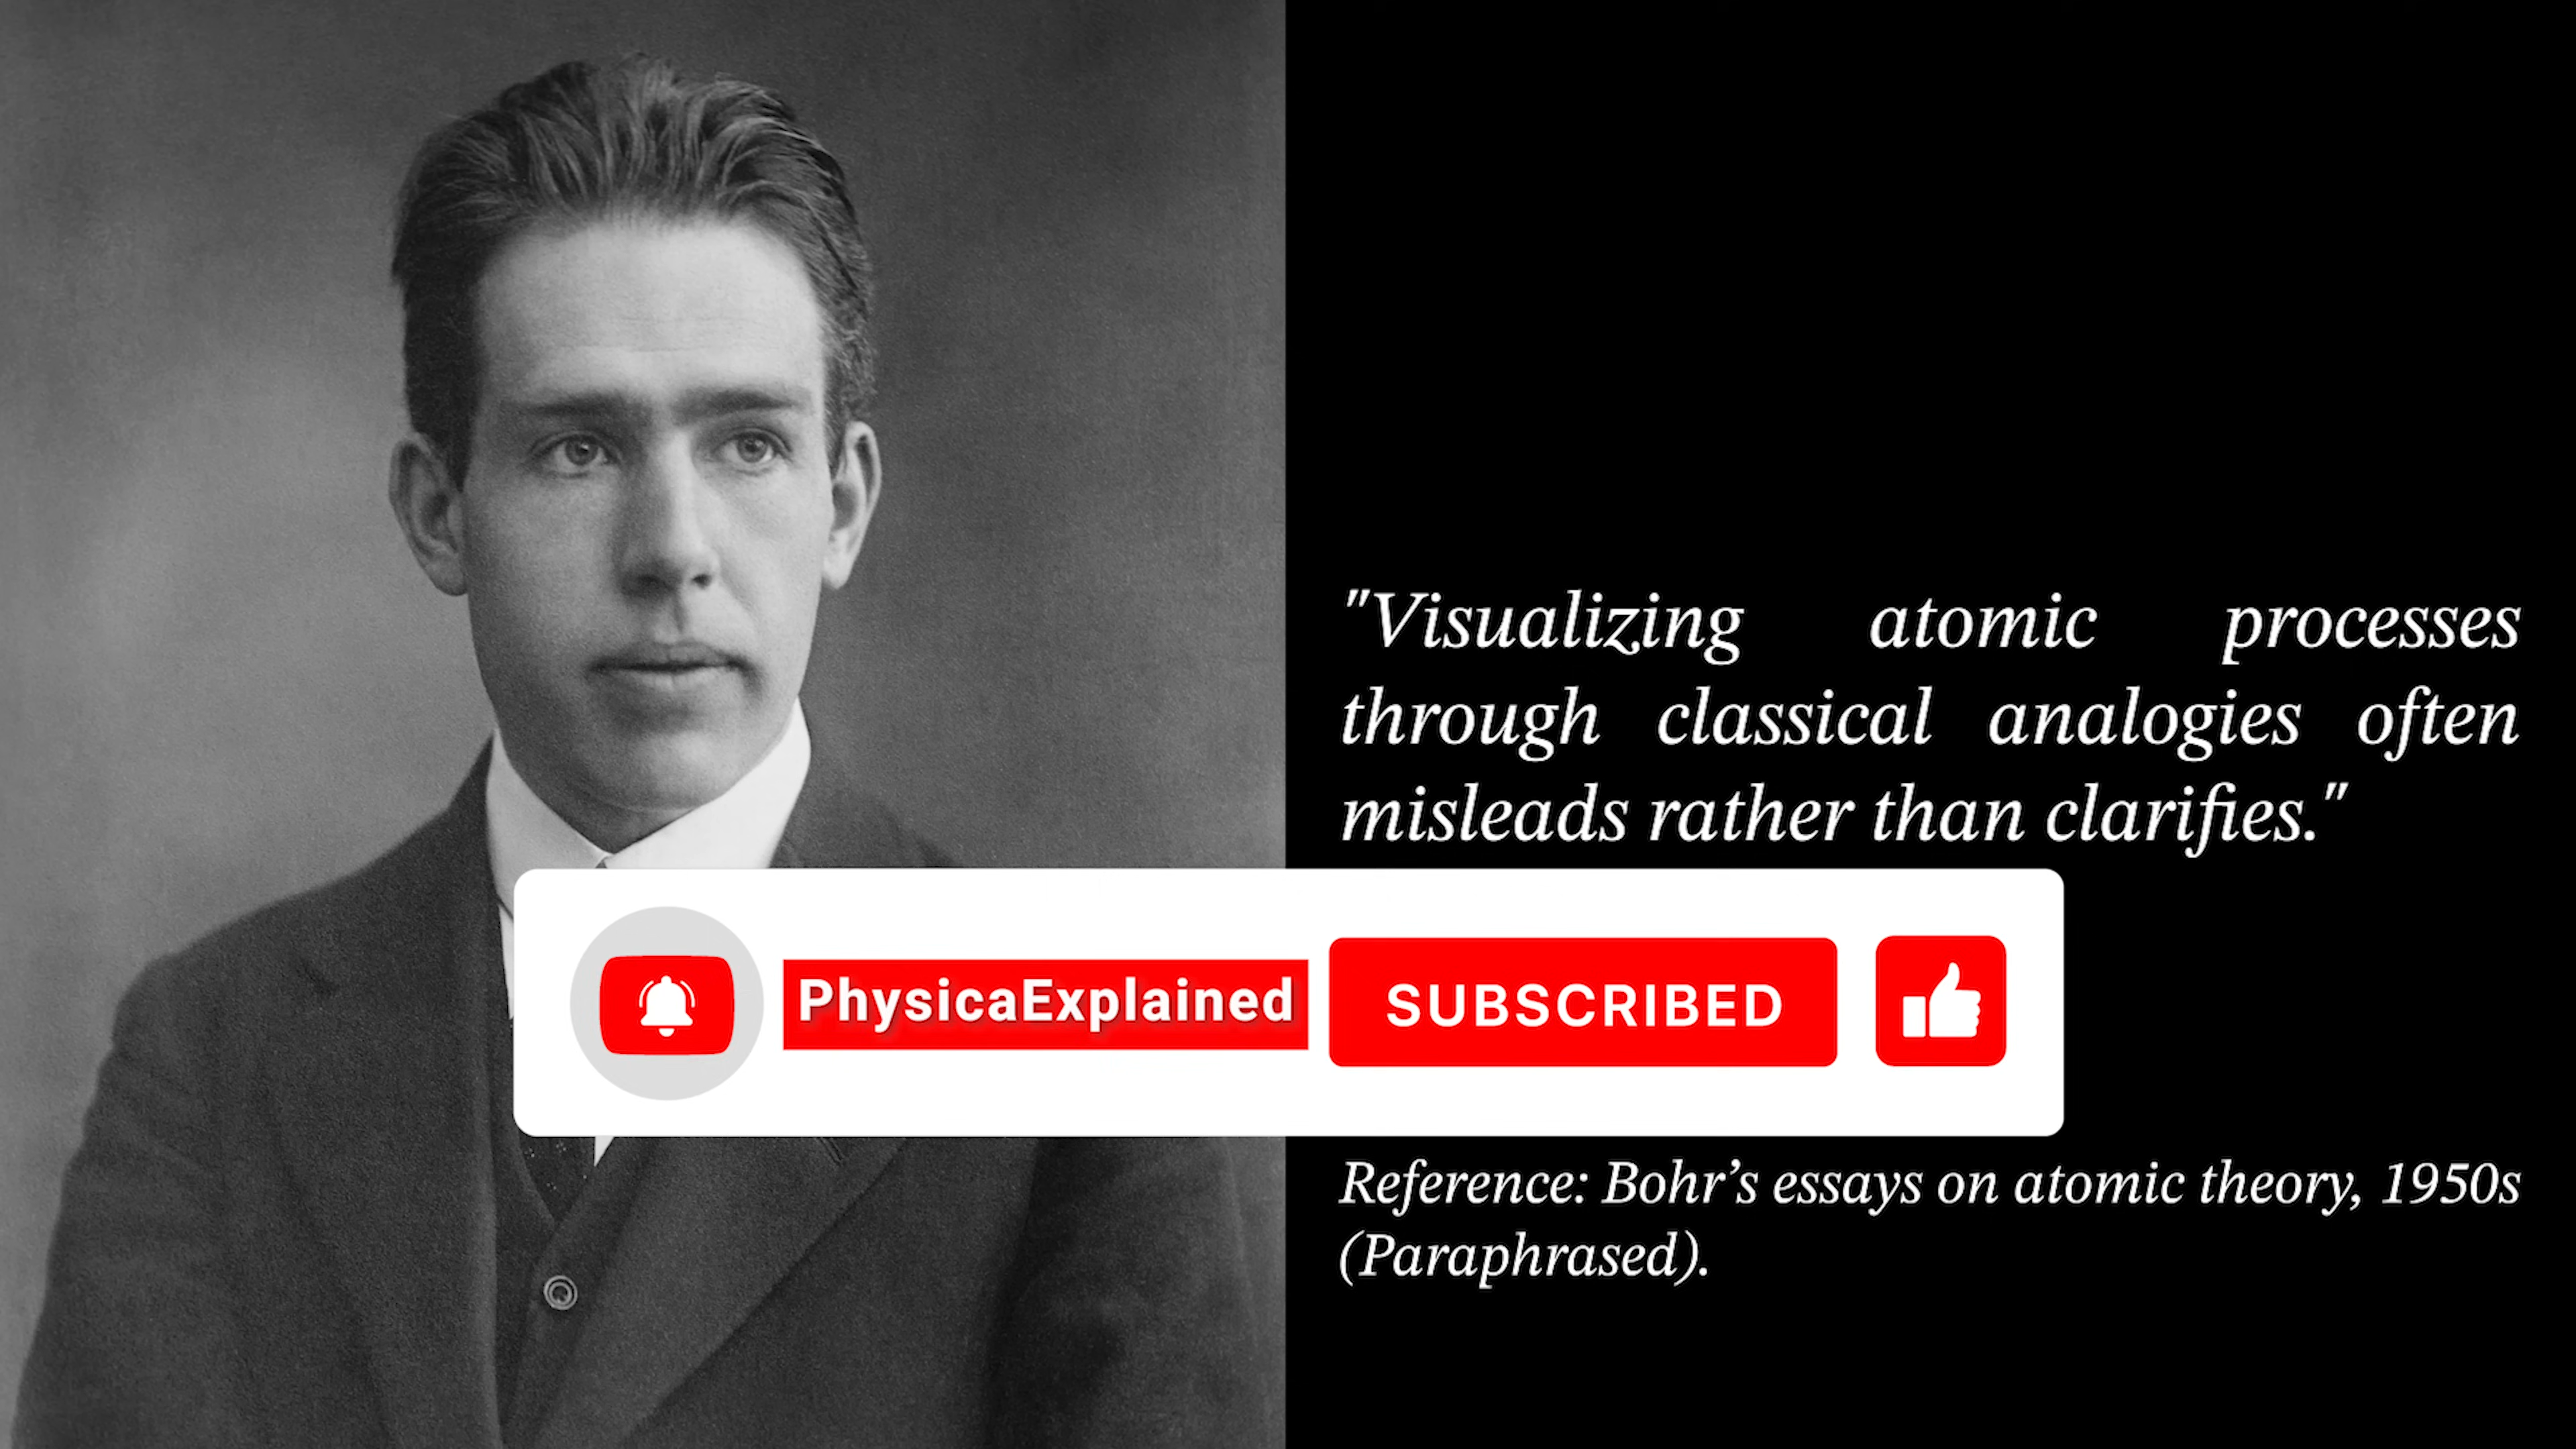 "Visualizing atomic processes
through classical analogies often
misleads rather than clarifies."
PhysicaExplained
SUBSCRIBED
Reference: Bohr’s essays on atomic theory, 1950s
(Paraphrased).